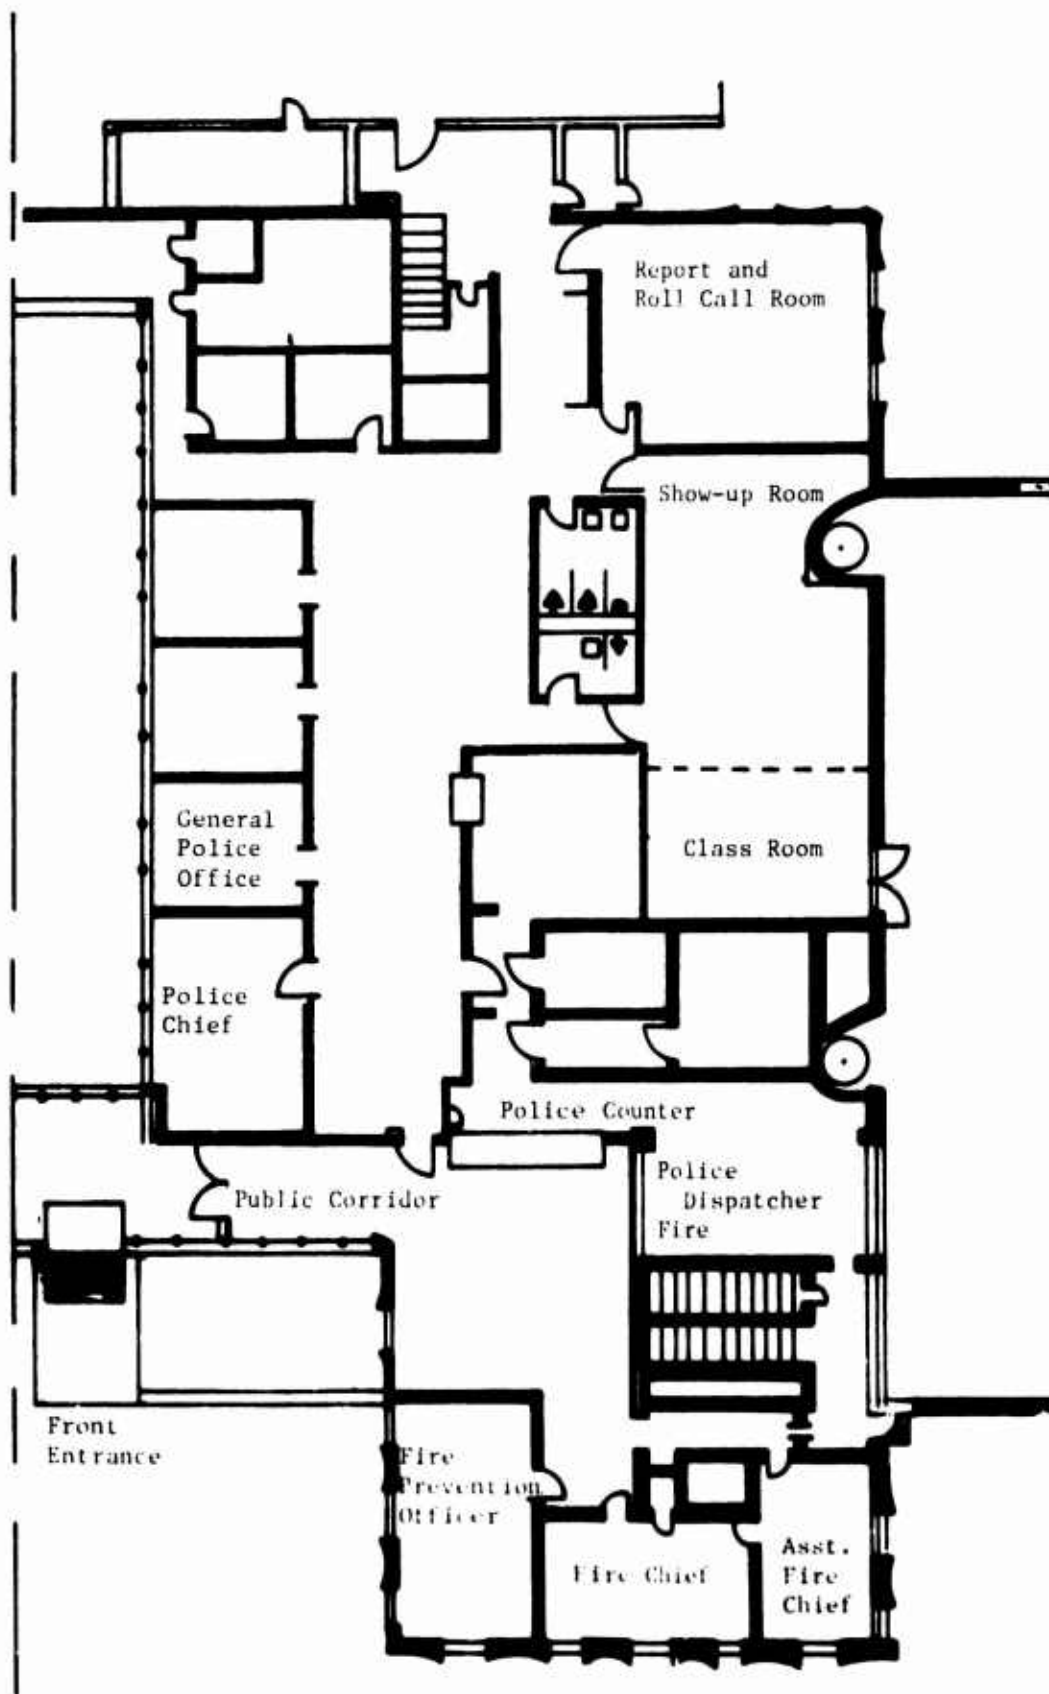 Report and
Roll Call Room
Show-up Room
General
Police
Office
Class Room
Police
Chief
Police Counter
Police
Dispatcher
Fire
Public Corridor
Front
Entrance
Fire
Prevention
Officer
Fire Chief
Asst.
Fire
Chief